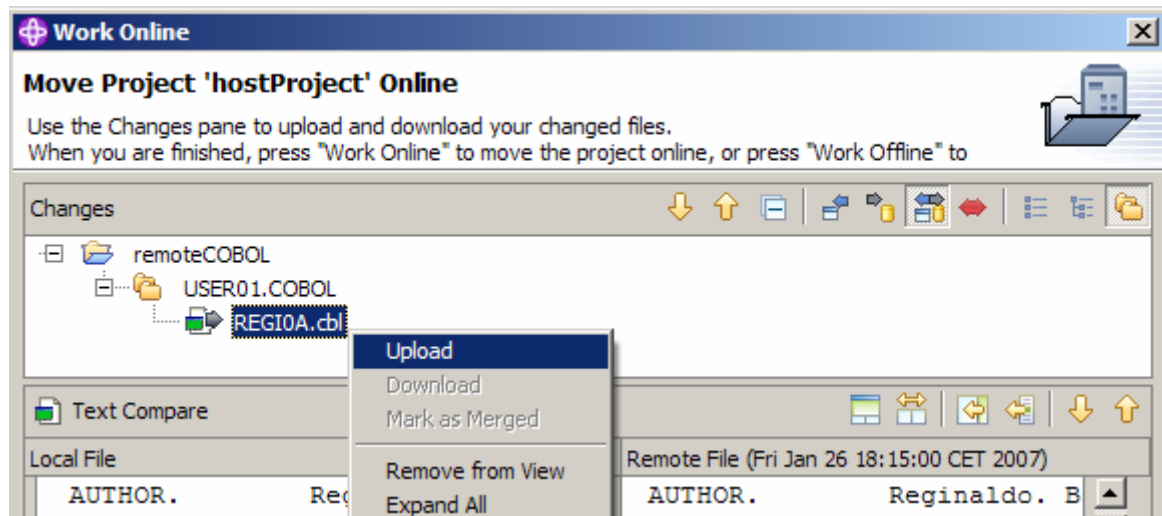 Work Online
Move Project 'hostProject' Online
Use the Changes pane to upload and download your changed files.
When you are finished, press "Work Online" to move the project online, or press "Work Offline" to
Changes
remoteCOBOL
USER01.COBOL
REGI0A.cbl
Upload
Download
Mark as Merged
Remove from View
Expand All
Text Compare
Local File
Remote File (Fri Jan 26 18:15:00 CET 2007)
AUTHOR. Reg
AUTHOR. Reginaldo. B